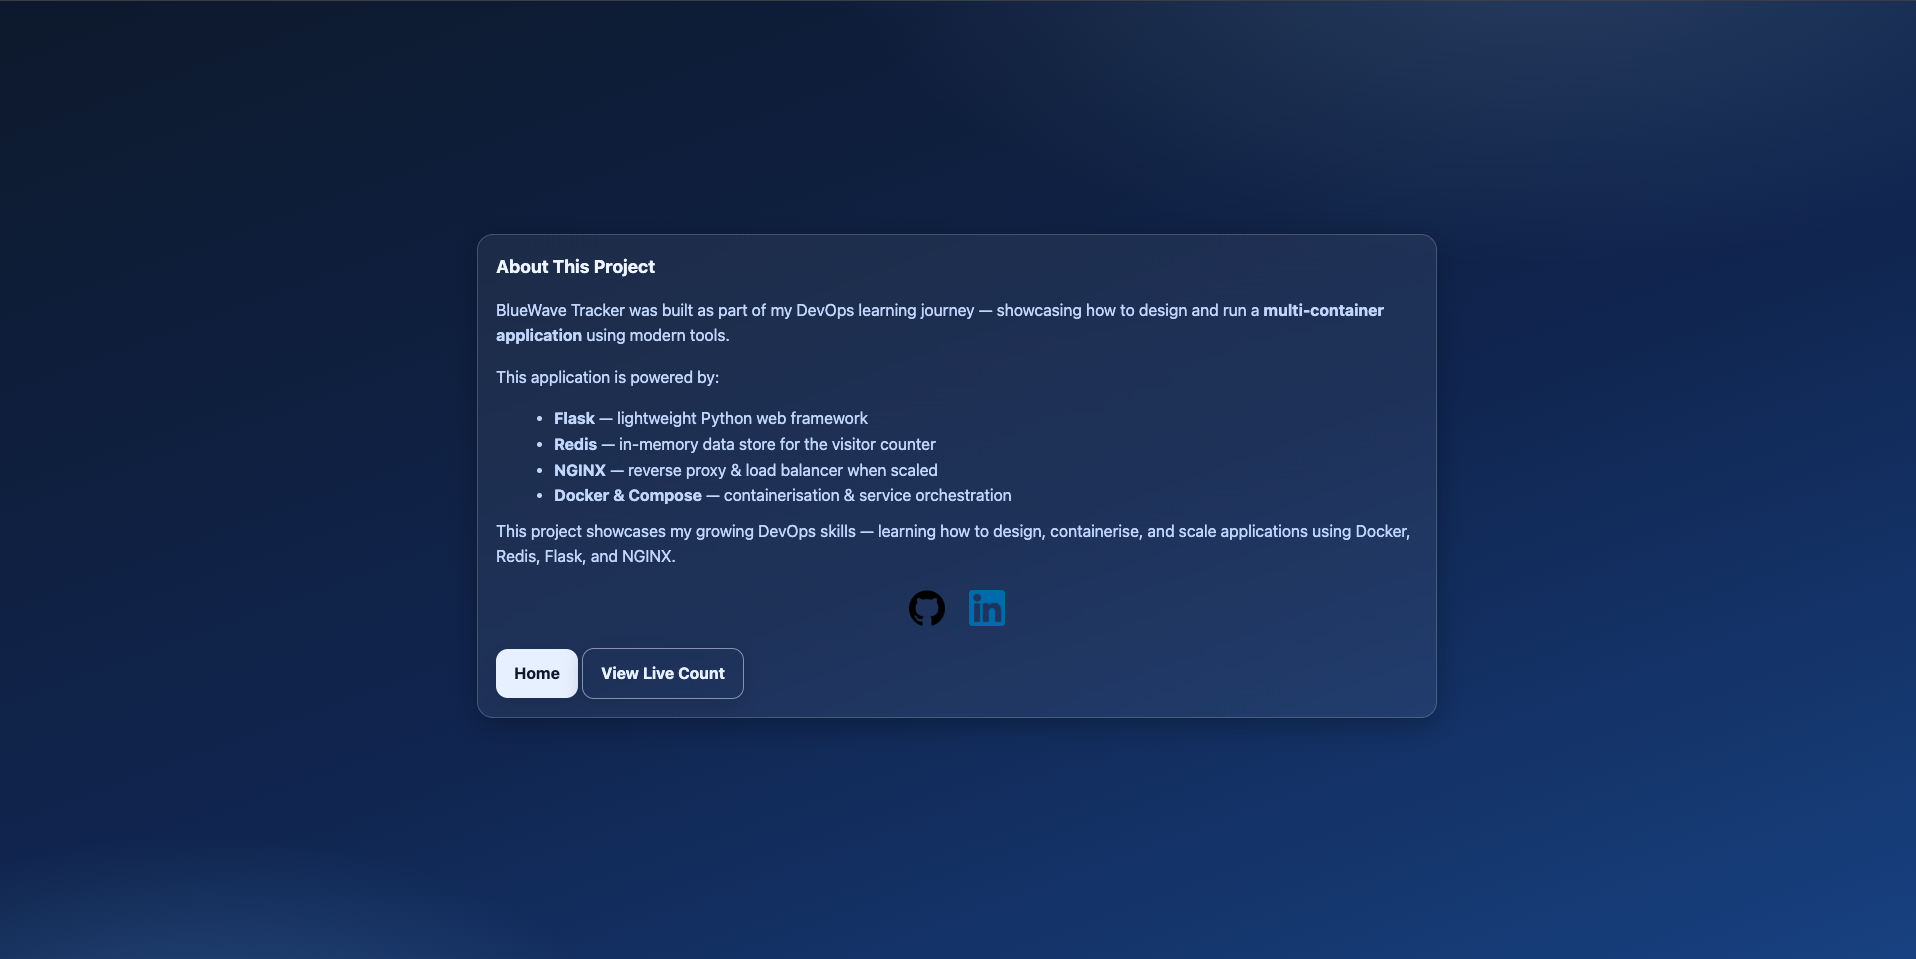 About This Project
BlueWave Tracker was built as part of my DevOps learning journey — showcasing how to design and run a multi-container
application using modern tools.
This application is powered by:
• Flask — lightweight Python web framework
• Redis — in-memory data store for the visitor counter
• NGINX — reverse proxy & load balancer when scaled
• Docker & Compose — containerisation & service orchestration
This project showcases my growing DevOps skills — learning how to design, containerise, and scale applications using Docker,
Redis, Flask, and NGINX.
in
Home View Live Count